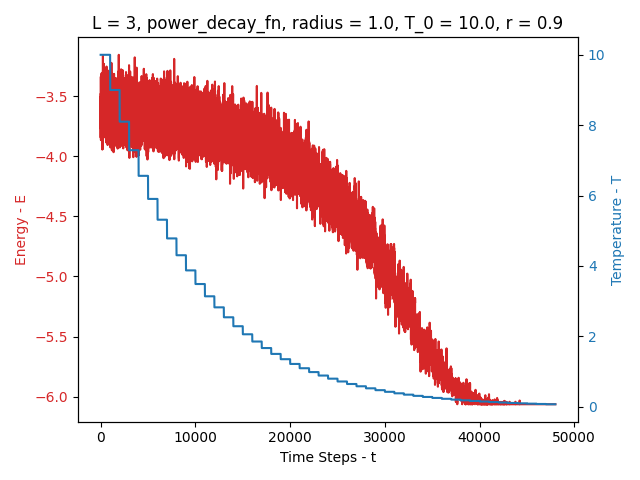 L = 3, power_decay_fn, radius = 1.0, T_0 = 10.0, r = 0.9
Energy - E
−3.5
−4.0
−4.5
−5.0
−5.5
−6.0
10
8
6
4
2
0
Temperature - T
0 10000 20000 30000 40000 50000
Time Steps - t